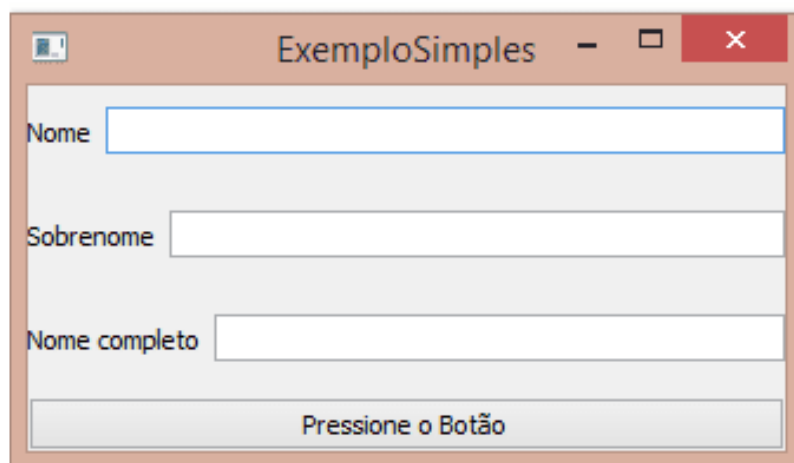 ExemploSimples
Nome
Sobrenome
Nome completo
Pressione o Botão